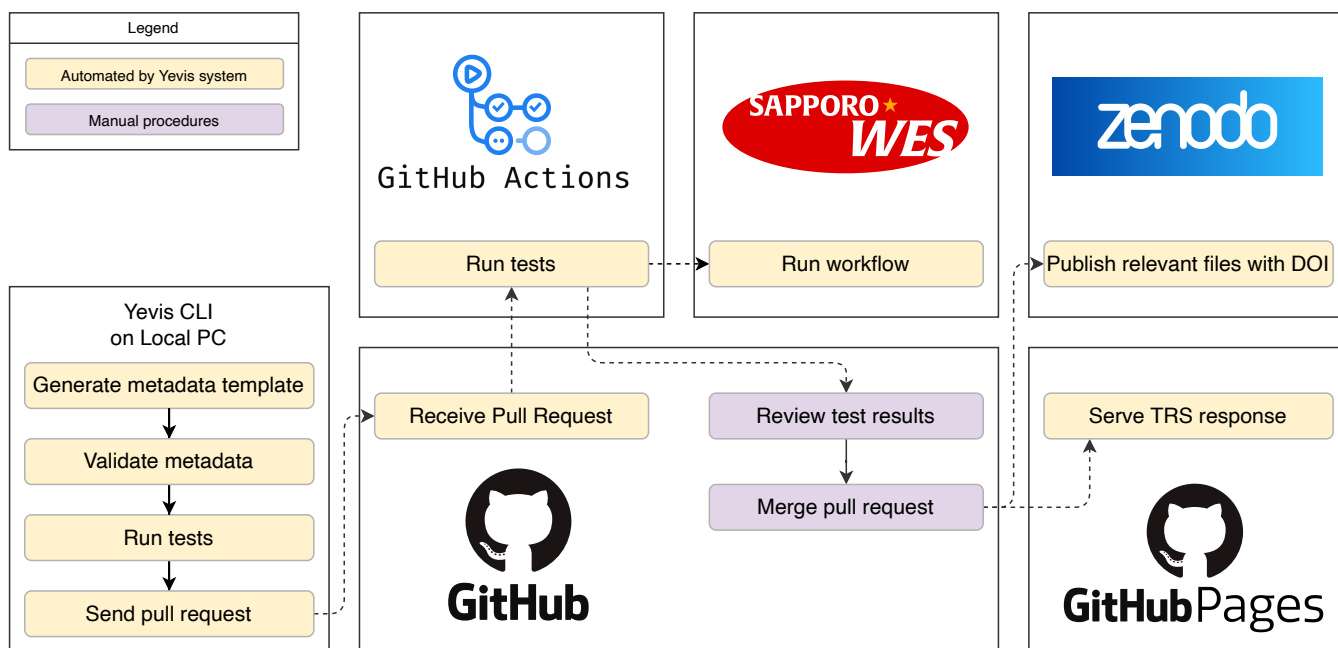 Legend
Automated by Yevis system
Manual procedures
GitHub Actions
Run tests
SAPPORO
WES
Run workflow
zenodo
Publish relevant files with DOI
Yevis CLI
on Local PC
Generate metadata template
Validate metadata
Run tests
Send pull request
Receive Pull Request
GitHub
Review test results
Merge pull request
Serve TRS response
GitHub Pages